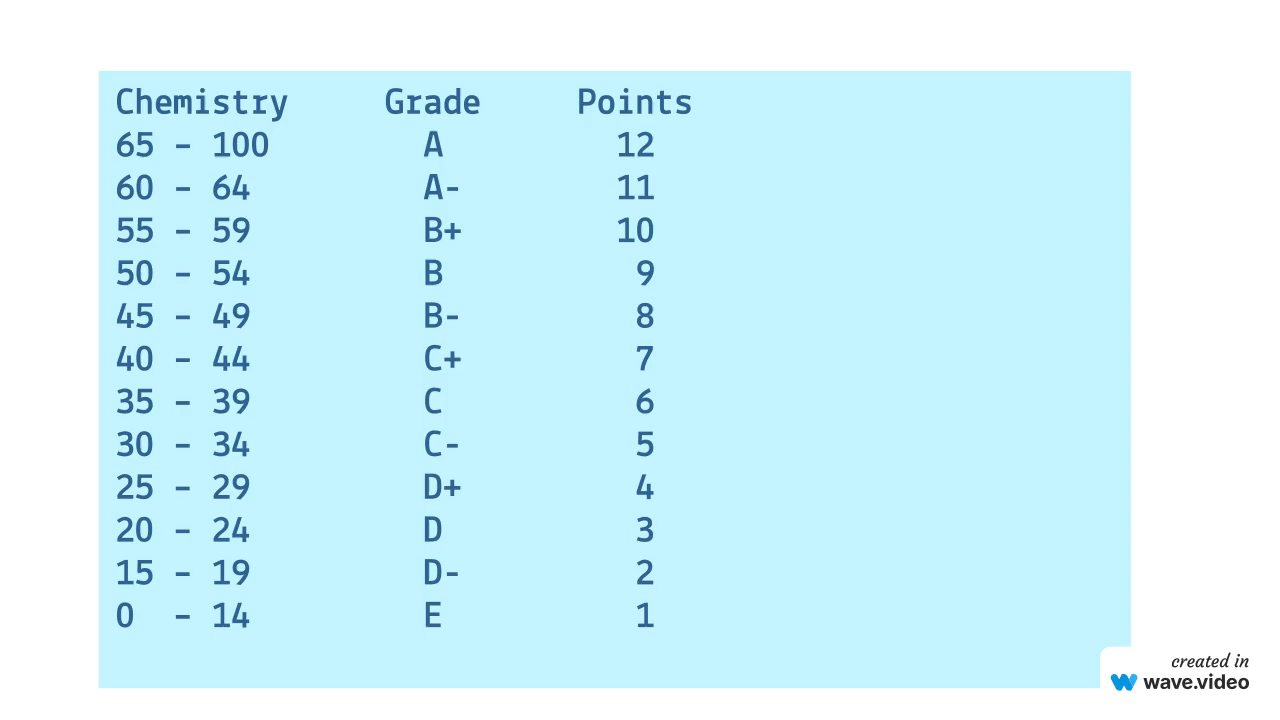 Chemistry Grade Points
65 – 100 A 12
60 – 64 A- 11
55 – 59 B+ 10
50 – 54 B 9
45 – 49 B- 8
40 – 44 C+ 7
35 – 39 C 6
30 – 34 C- 5
25 – 29 D+ 4
20 – 24 D 3
15 – 19 D- 2
0 – 14 E 1
created in
wave.video